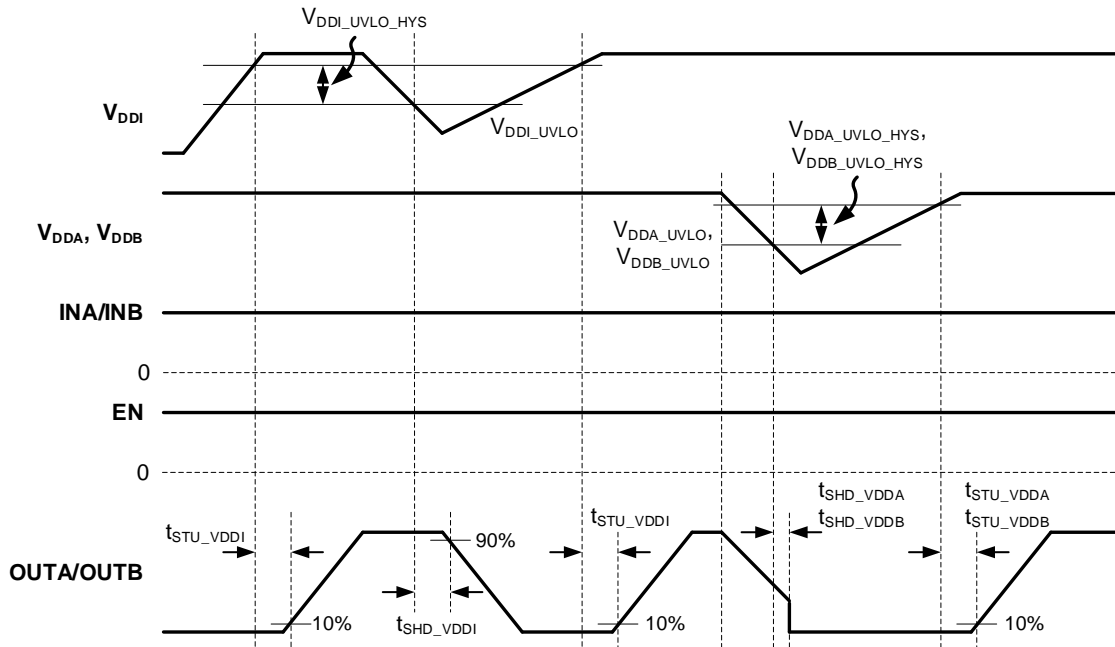 VDDI_UVLO_HYS
VDDI
VDDI_UVLO
VDDA_UVLO_HYS,
VDDB_UVLO_HYS
VDDA, VDDB
VDDA_UVLO,
VDDB_UVLO
INA/INB
0
EN
0
tSTU_VDDI
90%
tSTU_VDDI
tSHD_VDDA
tSHD_VDDB
tSTU_VDDA
tSTU_VDDB
OUTA/OUTB
10%
tSHD_VDDI
10%
10%